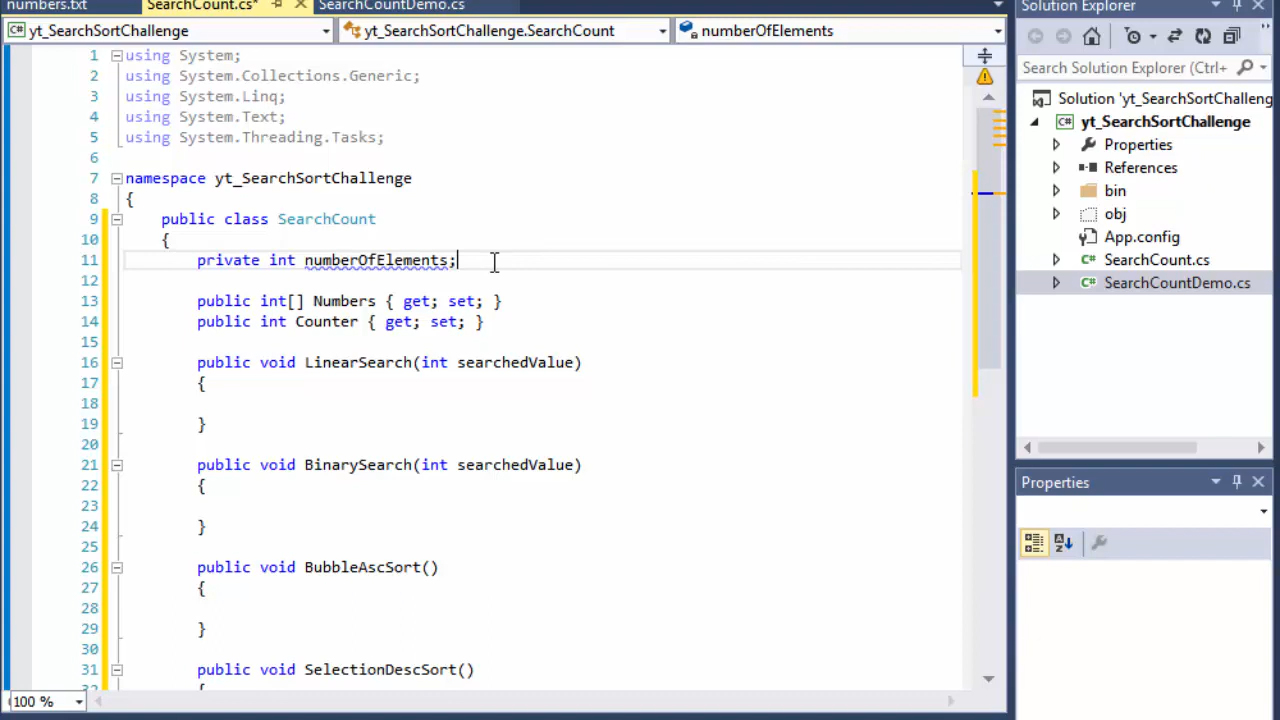 numbers.txt SearchCount.cs* SearchCountDemo.cs
yt_SearchSortChallenge yt_SearchSortChallenge.SearchCount numberOfElements
1 using System;
2 using System.Collections.Generic;
3 using System.Linq;
4 using System.Text;
5 using System.Threading.Tasks;
6
7 namespace yt_SearchSortChallenge
8 {
9 public class SearchCount
10 {
11 private int numberOfElements;
12
13 public int[] Numbers { get; set; }
14 public int Counter { get; set; }
15
16 public void LinearSearch(int searchedValue)
17 {
18
19 }
20
21 public void BinarySearch(int searchedValue)
22 {
23
24 }
25
26 public void BubbleAscSort()
27 {
28
29 }
30
31 public void SelectionDescSort()
32 {
100 %
Solution Explorer
Search Solution Explorer (Ctrl+
Solution 'yt_SearchSortChalleng
C# yt_SearchSortChallenge
Properties
References
bin
obj
App.config
C# SearchCount.cs
C# SearchCountDemo.cs
Properties